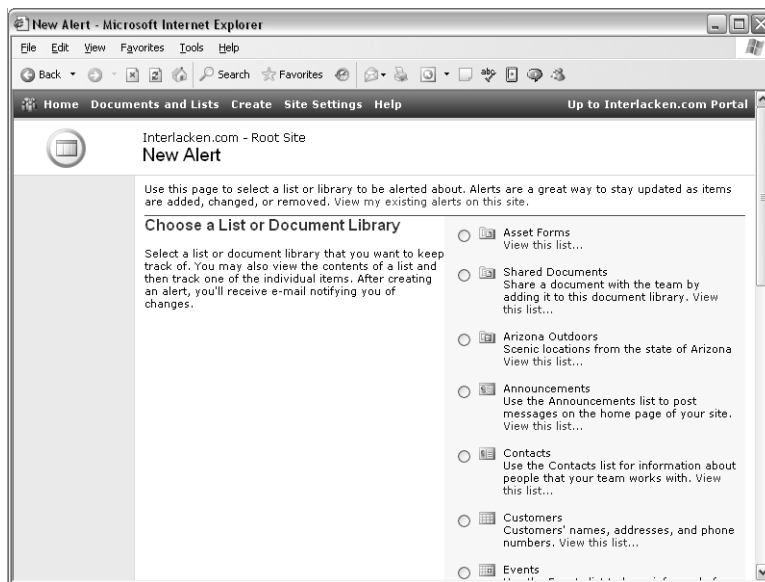 New Alert - Microsoft Internet Explorer
File Edit View Favorites Tools Help
Back Search Favorites
Home Documents and Lists Create Site Settings Help Up to Interlacken.com Portal
Interlacken.com - Root Site
New Alert
Use this page to select a list or library to be alerted about. Alerts are a great way to stay updated as items
are added, changed, or removed. View my existing alerts on this site.
Choose a List or Document Library
Select a list or document library that you want to keep
track of. You may also view the contents of a list and
then track one of the individual items. After creating
an alert, you'll receive e-mail notifying you of
changes.
Asset Forms
View this list...
Shared Documents
Share a document with the team by
adding it to this document library. View
this list...
Arizona Outdoors
Scenic locations from the state of Arizona
View this list...
Announcements
Use the Announcements list to post
messages on the home page of your site.
View this list...
Contacts
Use the Contacts list for information about
people that your team works with. View
this list...
Customers
Customers' names, addresses, and phone
numbers. View this list...
Events